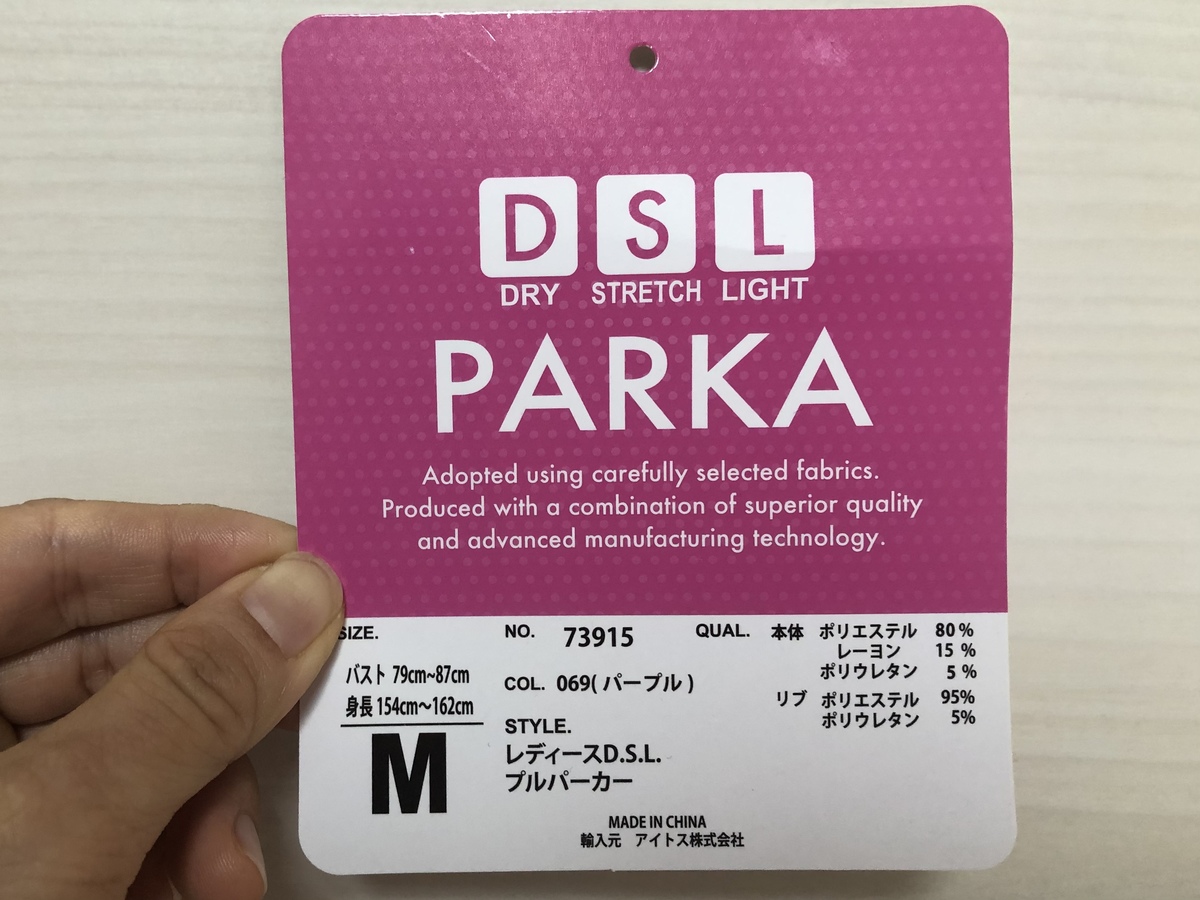 D S L
DRY STRETCH LIGHT
PARKA
Adopted using carefully selected fabrics.
Produced with a combination of superior quality
and advanced manufacturing technology.
SIZE.
バスト 79cm~87cm
身長 154cm～162cm
M
NO. 73915
COL. 069(パープル)
STYLE.
レディースD.S.L.
プルパーカー
QUAL. 本体 ポリエステル 80%
レーヨン 15%
ポリウレタン 5%
リブ ポリエステル 95%
ポリウレタン 5%
MADE IN CHINA
輸入元 アイトス株式会社